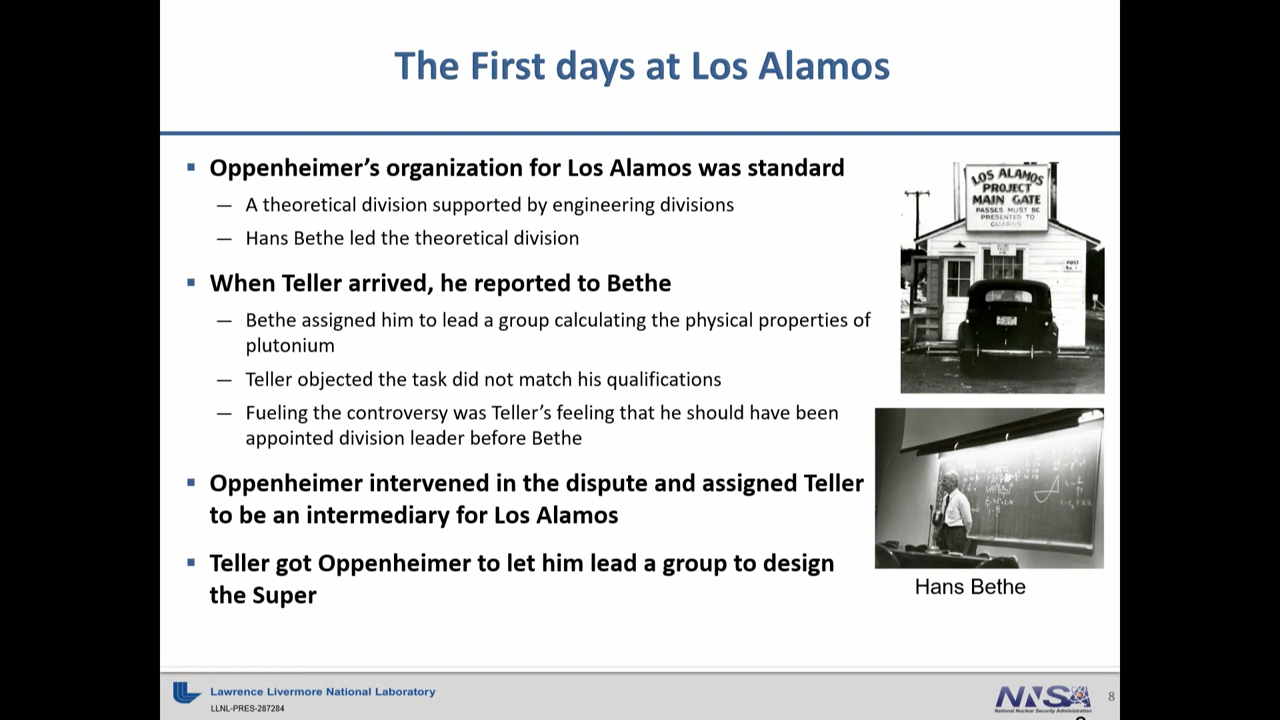 The First days at Los Alamos
▪ Oppenheimer’s organization for Los Alamos was standard
— A theoretical division supported by engineering divisions
— Hans Bethe led the theoretical division
▪ When Teller arrived, he reported to Bethe
— Bethe assigned him to lead a group calculating the physical properties of
plutonium
— Teller objected the task did not match his qualifications
— Fueling the controversy was Teller’s feeling that he should have been
appointed division leader before Bethe
▪ Oppenheimer intervened in the dispute and assigned Teller
to be an intermediary for Los Alamos
▪ Teller got Oppenheimer to let him lead a group to design
the Super
LOS ALAMOS
PROJECT
MAIN GATE
PASSES MUST BE
PRESENTED TO
GUARDS
POST
No. 1
Hans Bethe
Lawrence Livermore National Laboratory
LLNL-PRES-287284
NNSA
National Nuclear Security Administration
8